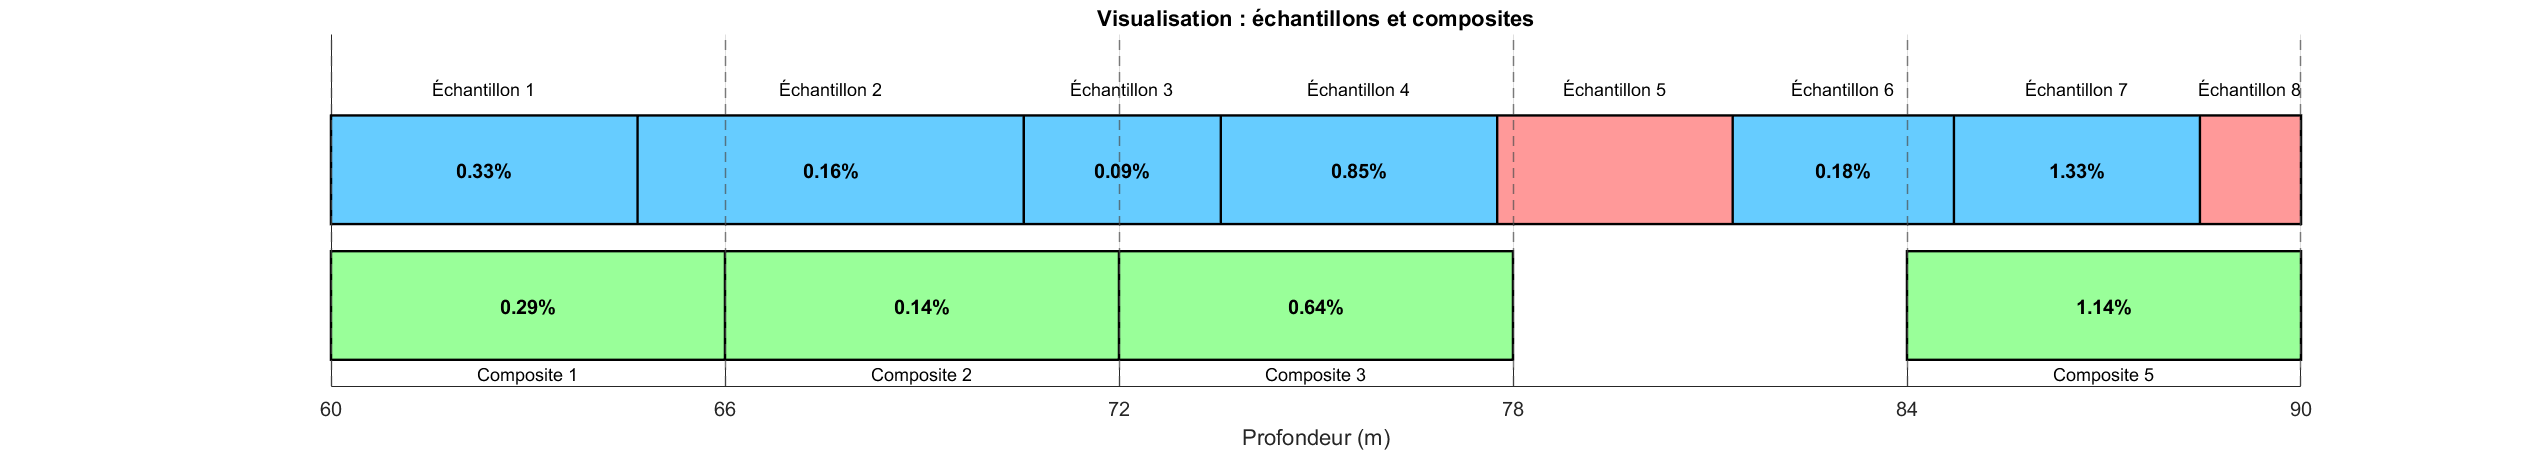 Visualisation : échantillons et composites
Échantillon 1 Échantillon 2 Échantillon 3 Échantillon 4 Échantillon 5 Échantillon 6 Échantillon 7 Échantillon 8
0.33% 0.16% 0.09% 0.85% 0.18% 1.33%
0.29% 0.14% 0.64% 1.14%
Composite 1 Composite 2 Composite 3 Composite 5
60 66 72 78 84 90
Profondeur (m)